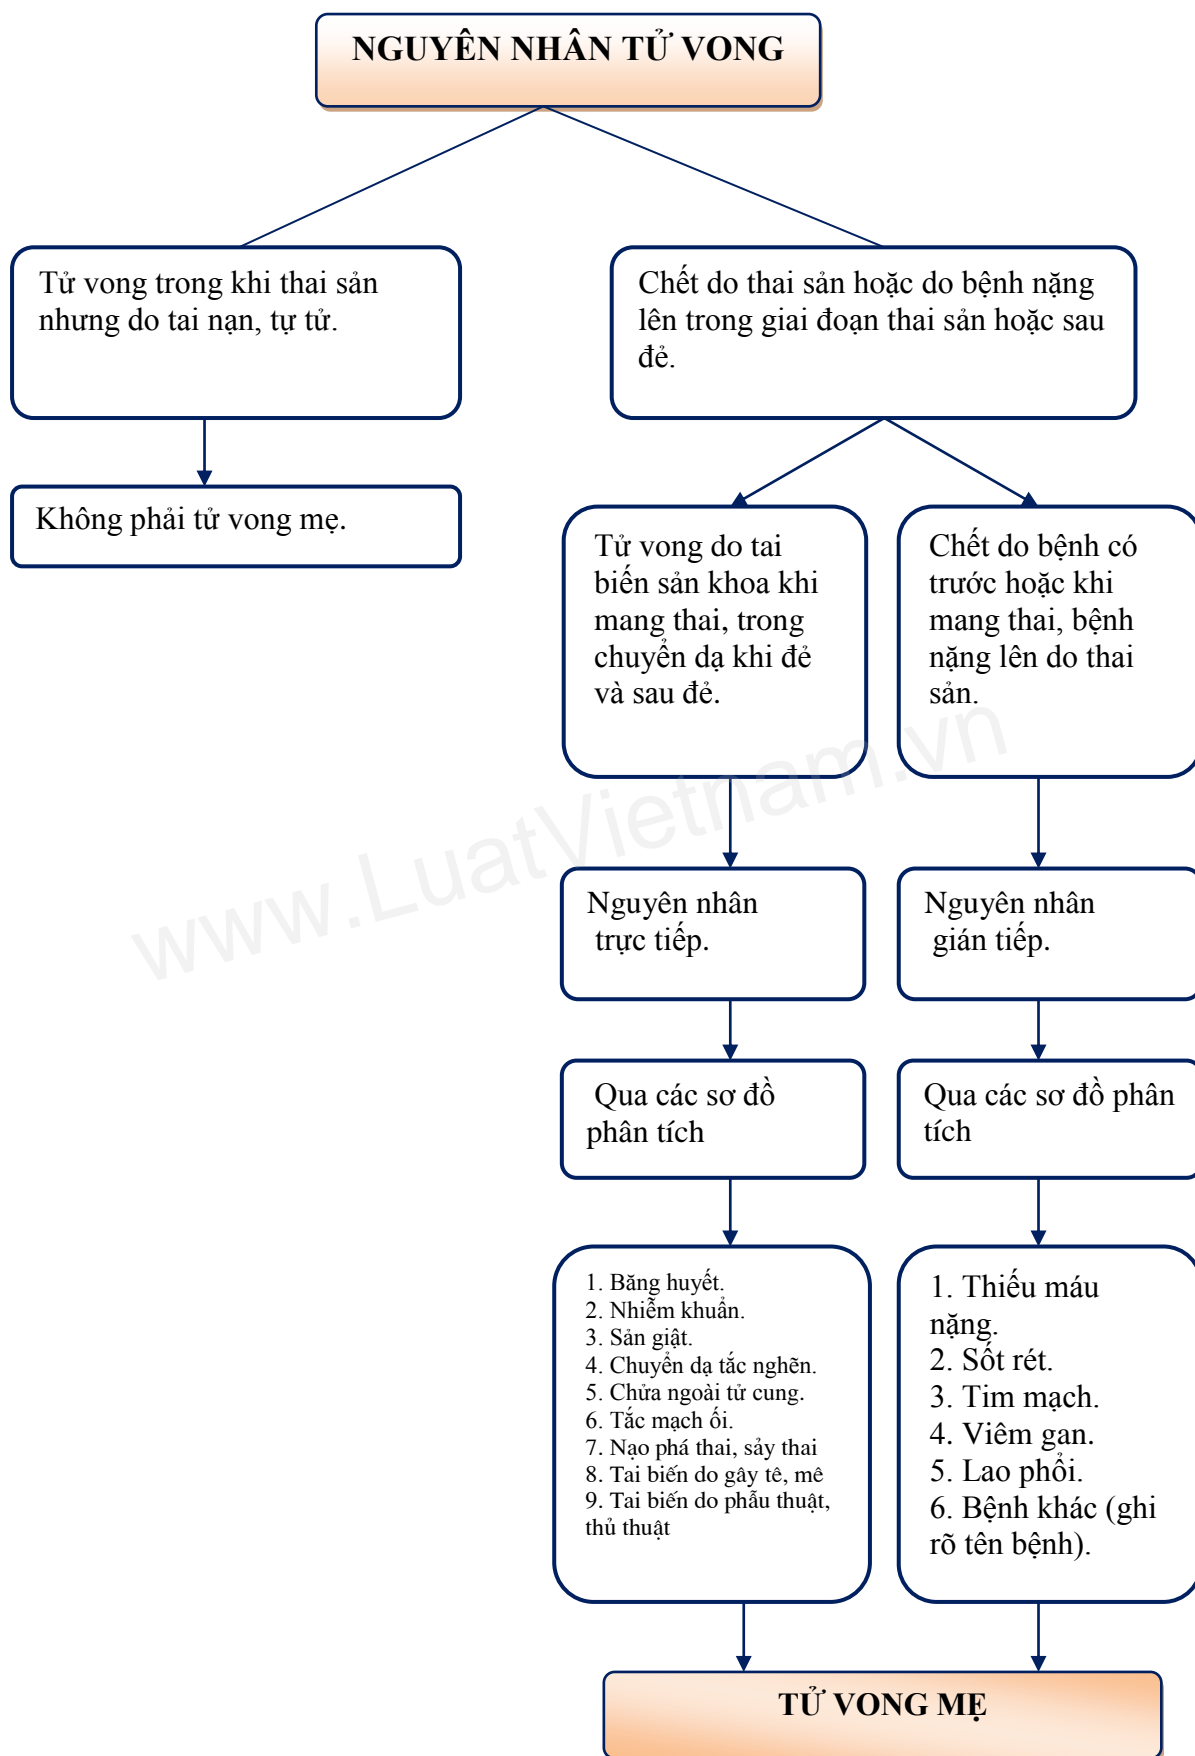 NGUYÊN NHÂN TỬ VONG
Tử vong trong khi thai sản
nhưng do tai nạn, tự tử.
Chết do thai sản hoặc do bệnh nặng
lên trong giai đoạn thai sản hoặc sau
đẻ.
Không phải tử vong mẹ.
Tử vong do tai
biến sản khoa khi
mang thai, trong
chuyển dạ khi đẻ
và sau đẻ.
Chết do bệnh có
trước hoặc khi
mang thai, bệnh
nặng lên do thai
sản.
www.LuatVietnam.vn
Nguyên nhân
trực tiếp.
Nguyên nhân
gián tiếp.
Qua các sơ đồ
phân tích
Qua các sơ đồ phân
tích
1. Băng huyết.
2. Nhiễm khuẩn.
3. Sản giật.
4. Chuyển dạ tắc nghẽn.
5. Chửa ngoài tử cung.
6. Tắc mạch ối.
7. Nạo phá thai, sảy thai
8. Tai biến do gây tê, mê
9. Tai biến do phẫu thuật,
thủ thuật
1. Thiếu máu
nặng.
2. Sốt rét.
3. Tim mạch.
4. Viêm gan.
5. Lao phổi.
6. Bệnh khác (ghi
rõ tên bệnh).
TỬ VONG MẸ